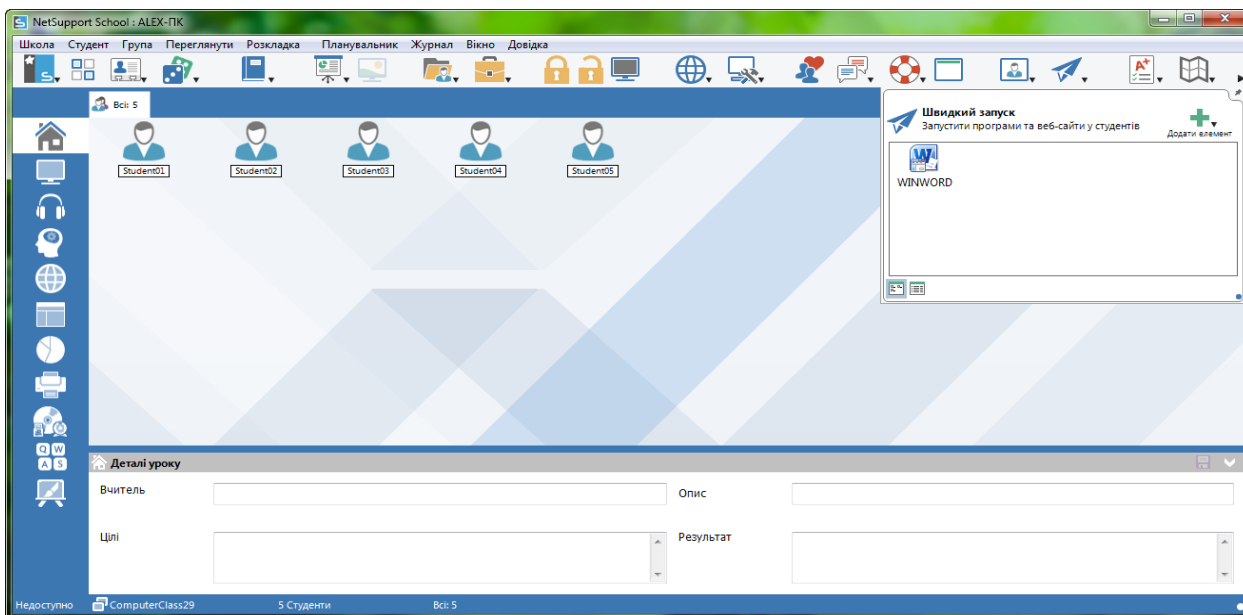 NetSupport School : ALEX-ПК
Школа Студент Група Переглянути Розкладка Планувальник Журнал Вікно Довідка
S
A+
Всі: 5
Швидкий запуск
Запустити програми та веб-сайти у студентів
Додати елемент
W
WINWORD
Student01 Student02 Student03 Student04 Student05
Q W
A S
Деталі уроку
Вчитель Опис
Цілі Результат
Недоступно ComputerClass29 5 Студенти Всі: 5